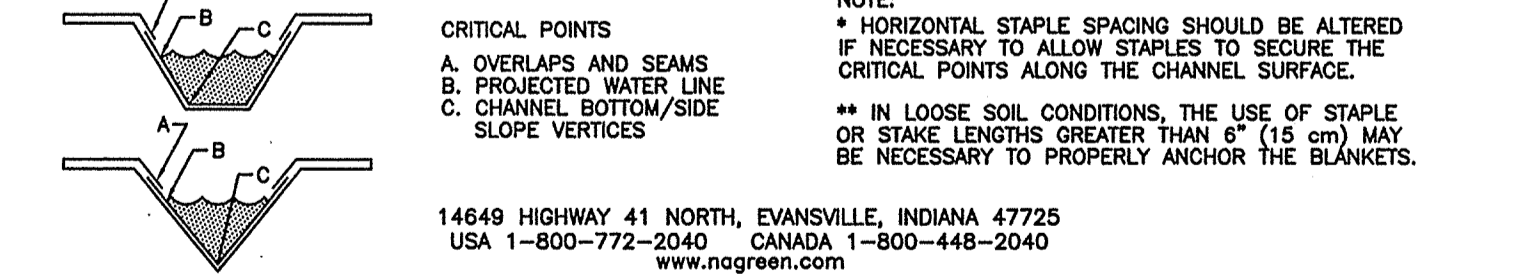 B
C
A
B
C
CRITICAL POINTS
A. OVERLAPS AND SEAMS
B. PROJECTED WATER LINE
C. CHANNEL BOTTOM/SIDE
SLOPE VERTICES
NOTE:
* HORIZONTAL STAPLE SPACING SHOULD BE ALTERED
IF NECESSARY TO ALLOW STAPLES TO SECURE THE
CRITICAL POINTS ALONG THE CHANNEL SURFACE.
** IN LOOSE SOIL CONDITIONS, THE USE OF STAPLE
OR STAKE LENGTHS GREATER THAN 6" (15 cm) MAY
BE NECESSARY TO PROPERLY ANCHOR THE BLANKETS.
14649 HIGHWAY 41 NORTH, EVANSVILLE, INDIANA 47725
USA 1-800-772-2040 CANADA 1-800-448-2040
www.nagreen.com